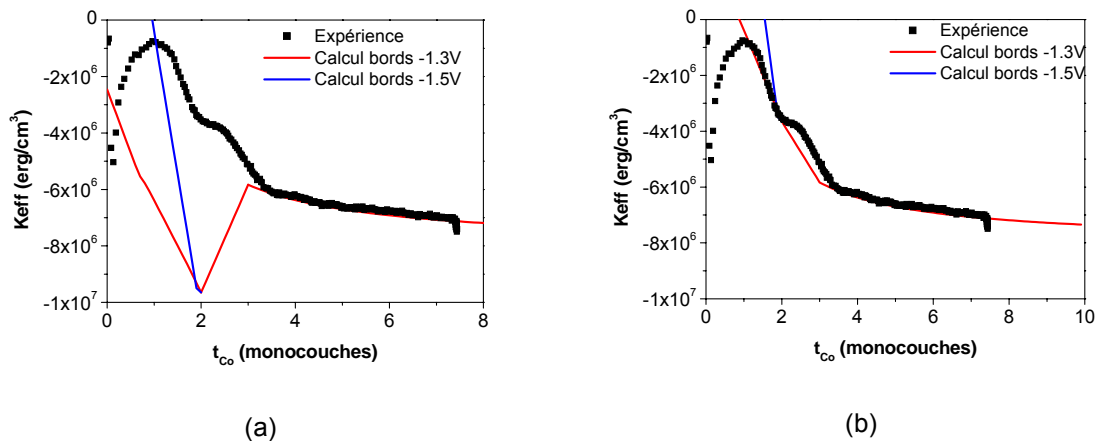 0
-2x10⁶
-4x10⁶
-6x10⁶
-8x10⁶
-1x10⁷
Keff (erg/cm³)
Expérience
Calcul bords -1.3V
Calcul bords -1.5V
0 2 4 6 8
t_Co (monocouches)
(a)
0
-2x10⁶
-4x10⁶
-6x10⁶
-8x10⁶
-1x10⁷
Keff (erg/cm³)
Expérience
Calcul bords -1.3V
Calcul bords -1.5V
0 2 4 6 8 10
t_Co (monocouches)
(b)